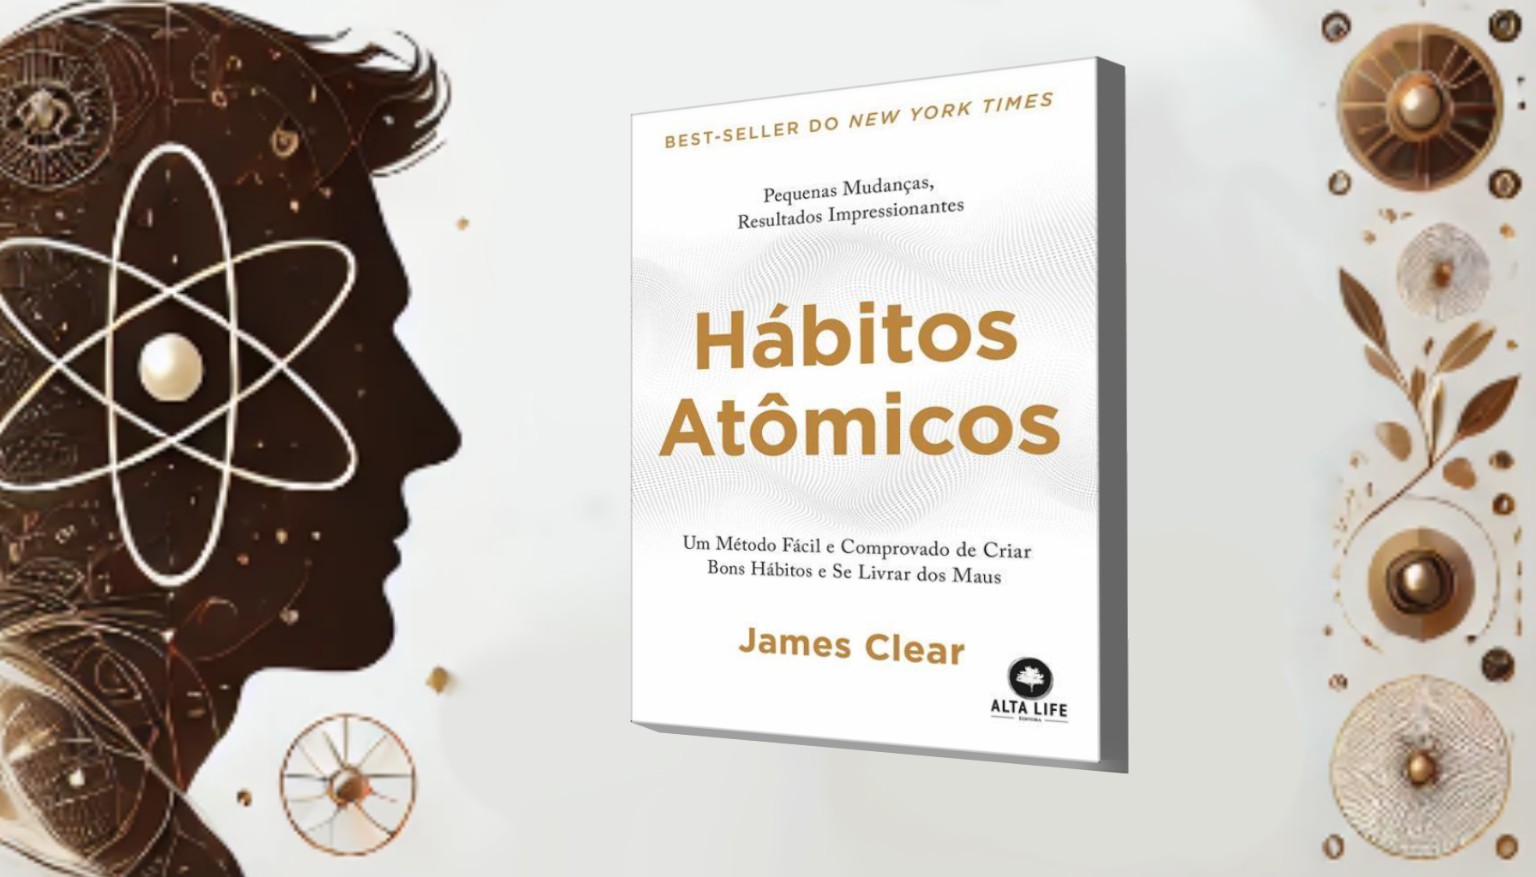 BEST-SELLER DO NEW YORK TIMES
Pequenas Mudanças,
Resultados Impressionantes
Hábitos
Atômicos
Um Método Fácil e Comprovado de Criar
Bons Hábitos e Se Livrar dos Maus
James Clear
ALTA LIFE
EDITORA